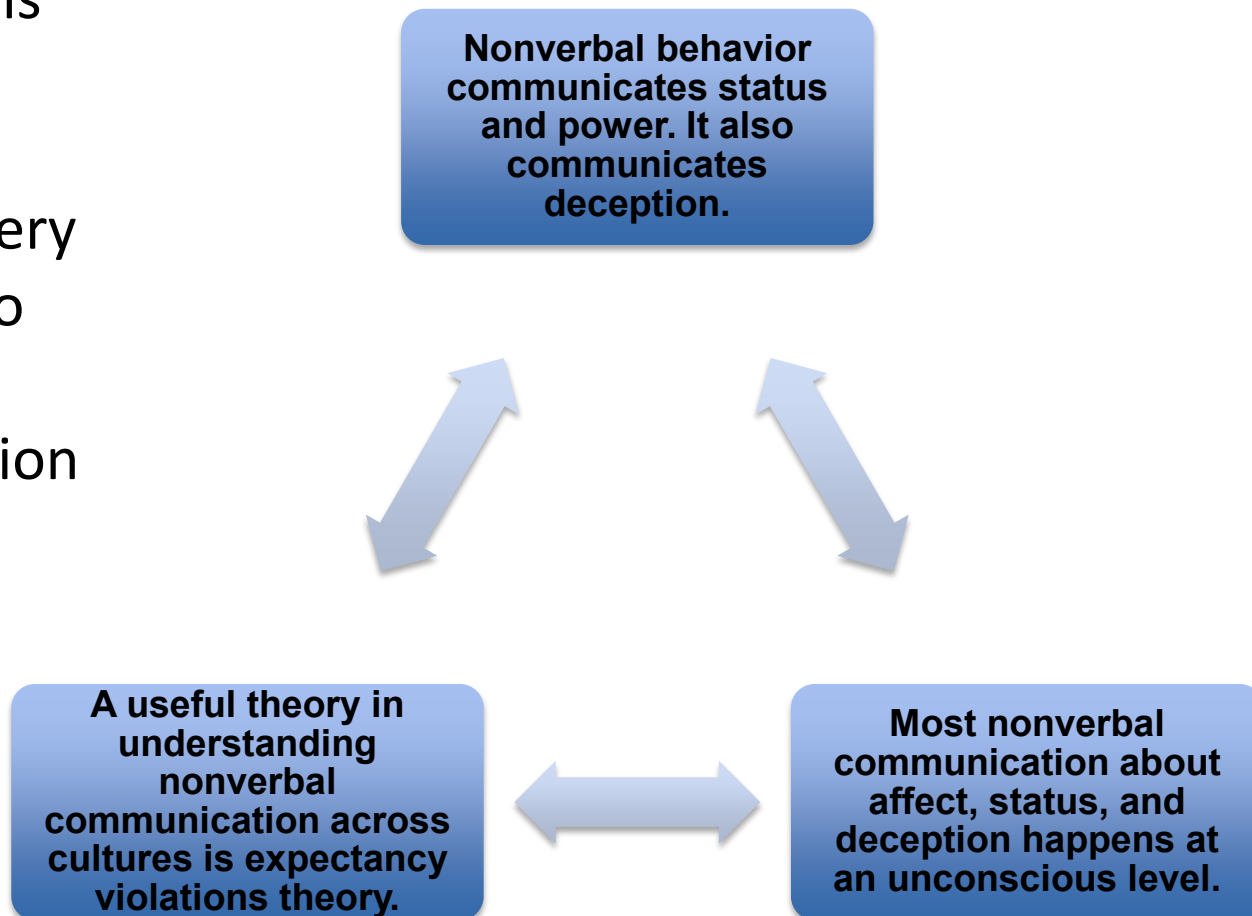 ns
ery
o
ion
Nonverbal behavior
communicates status
and power. It also
communicates
deception.
A useful theory in
understanding
nonverbal
communication across
cultures is expectancy
violations theory.
Most nonverbal
communication about
affect, status, and
deception happens at
an unconscious level.